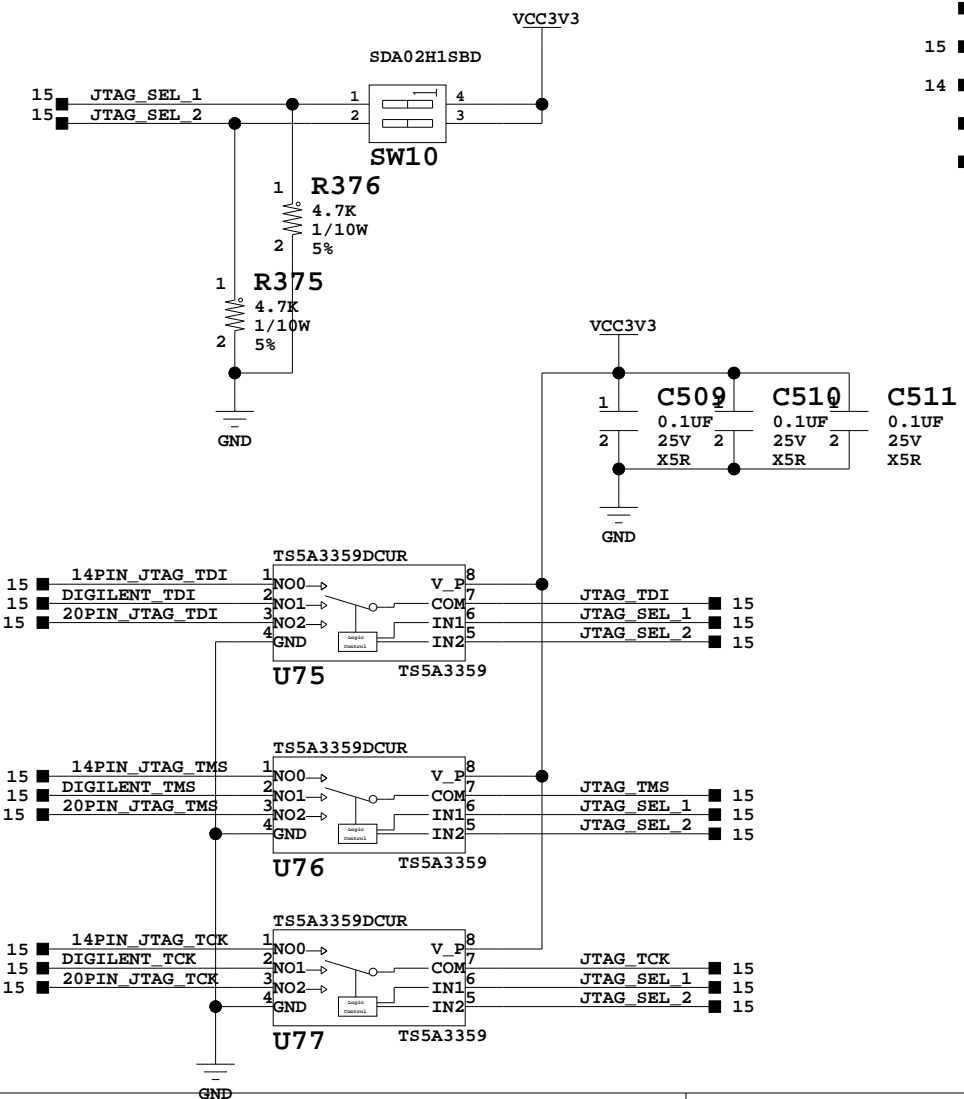 VCC3V3
SDA02H1SBD
15
14
15 JTAG_SEL_1 1 4
15 JTAG_SEL_2 2 3
SW10
1 R376
4.7K
1/10W
2 5%
1 R375
4.7K
1/10W
2 5%
GND
VCC3V3
1 C509 1 C510 1 C511
0.1UF 0.1UF 0.1UF
2 25V 2 25V 2 25V
X5R X5R X5R
GND
TS5A3359DCUR
15 14PIN_JTAG_TDI 1 NO0 V_P 8
15 DIGILENT_TDI 2 NO1 COM 7 JTAG_TDI 15
15 20PIN_JTAG_TDI 3 NO2 IN1 6 JTAG_SEL_1 15
4 GND Logic Control IN2 5 JTAG_SEL_2 15
U75 TS5A3359
TS5A3359DCUR
15 14PIN_JTAG_TMS 1 NO0 V_P 8
15 DIGILENT_TMS 2 NO1 COM 7 JTAG_TMS 15
15 20PIN_JTAG_TMS 3 NO2 IN1 6 JTAG_SEL_1 15
4 GND Logic Control IN2 5 JTAG_SEL_2 15
U76 TS5A3359
TS5A3359DCUR
15 14PIN_JTAG_TCK 1 NO0 V_P 8
15 DIGILENT_TCK 2 NO1 COM 7 JTAG_TCK 15
15 20PIN_JTAG_TCK 3 NO2 IN1 6 JTAG_SEL_1 15
4 GND Logic Control IN2 5 JTAG_SEL_2 15
U77 TS5A3359
GND